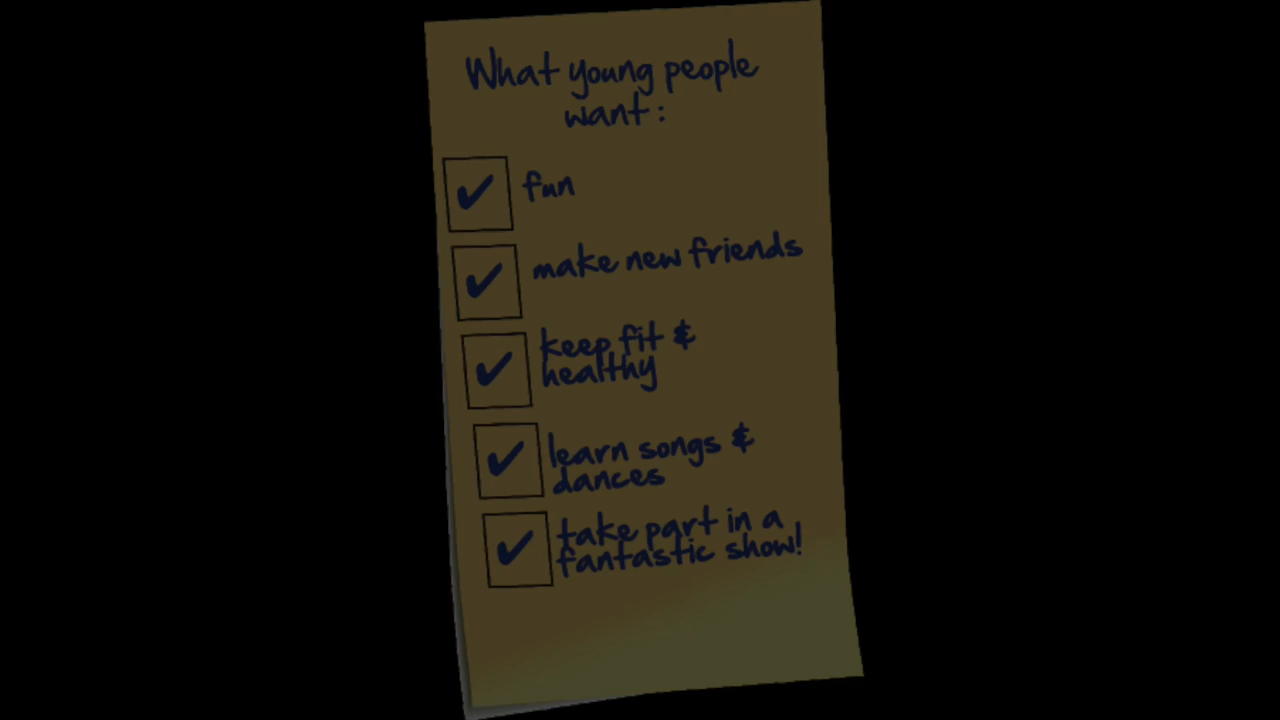 What young people
want:
✔ fun
✔ make new friends
✔ keep fit &
healthy
✔ learn songs &
dances
✔ take part in a
fantastic show!